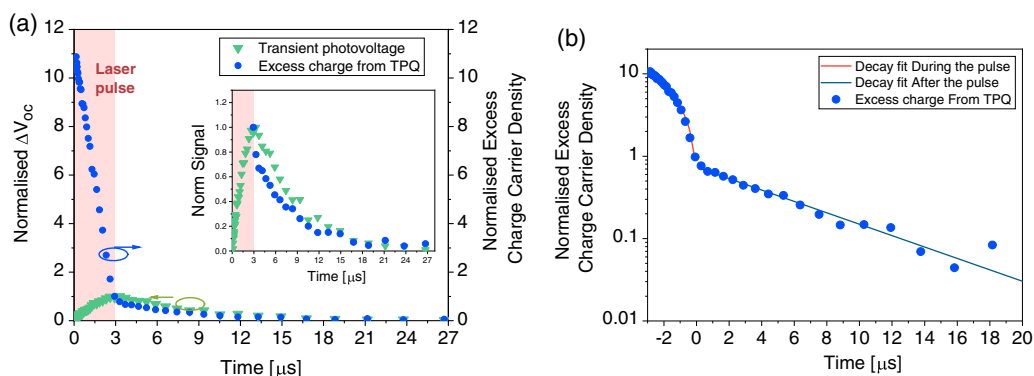 (a)
Normalised ΔVoc
12
10
8
6
4
2
0
Laser
pulse
Transient photovoltage
Excess charge from TPQ
Norm Signal
1.4
1.2
1.0
0.8
0.6
0.4
0.2
0.0
0 3 6 9 12 15 18 21 24 27
Time [μs]
12
10
8
6
4
2
0
Normalised Excess
Charge Carrier Density
0 3 6 9 12 15 18 21 24 27
Time [μs]
(b)
Normalised Excess
Charge Carrier Density
10
1
0.1
0.01
Decay fit During the pulse
Decay fit After the pulse
Excess charge From TPQ
-2 0 2 4 6 8 10 12 14 16 18 20
Time [μs]